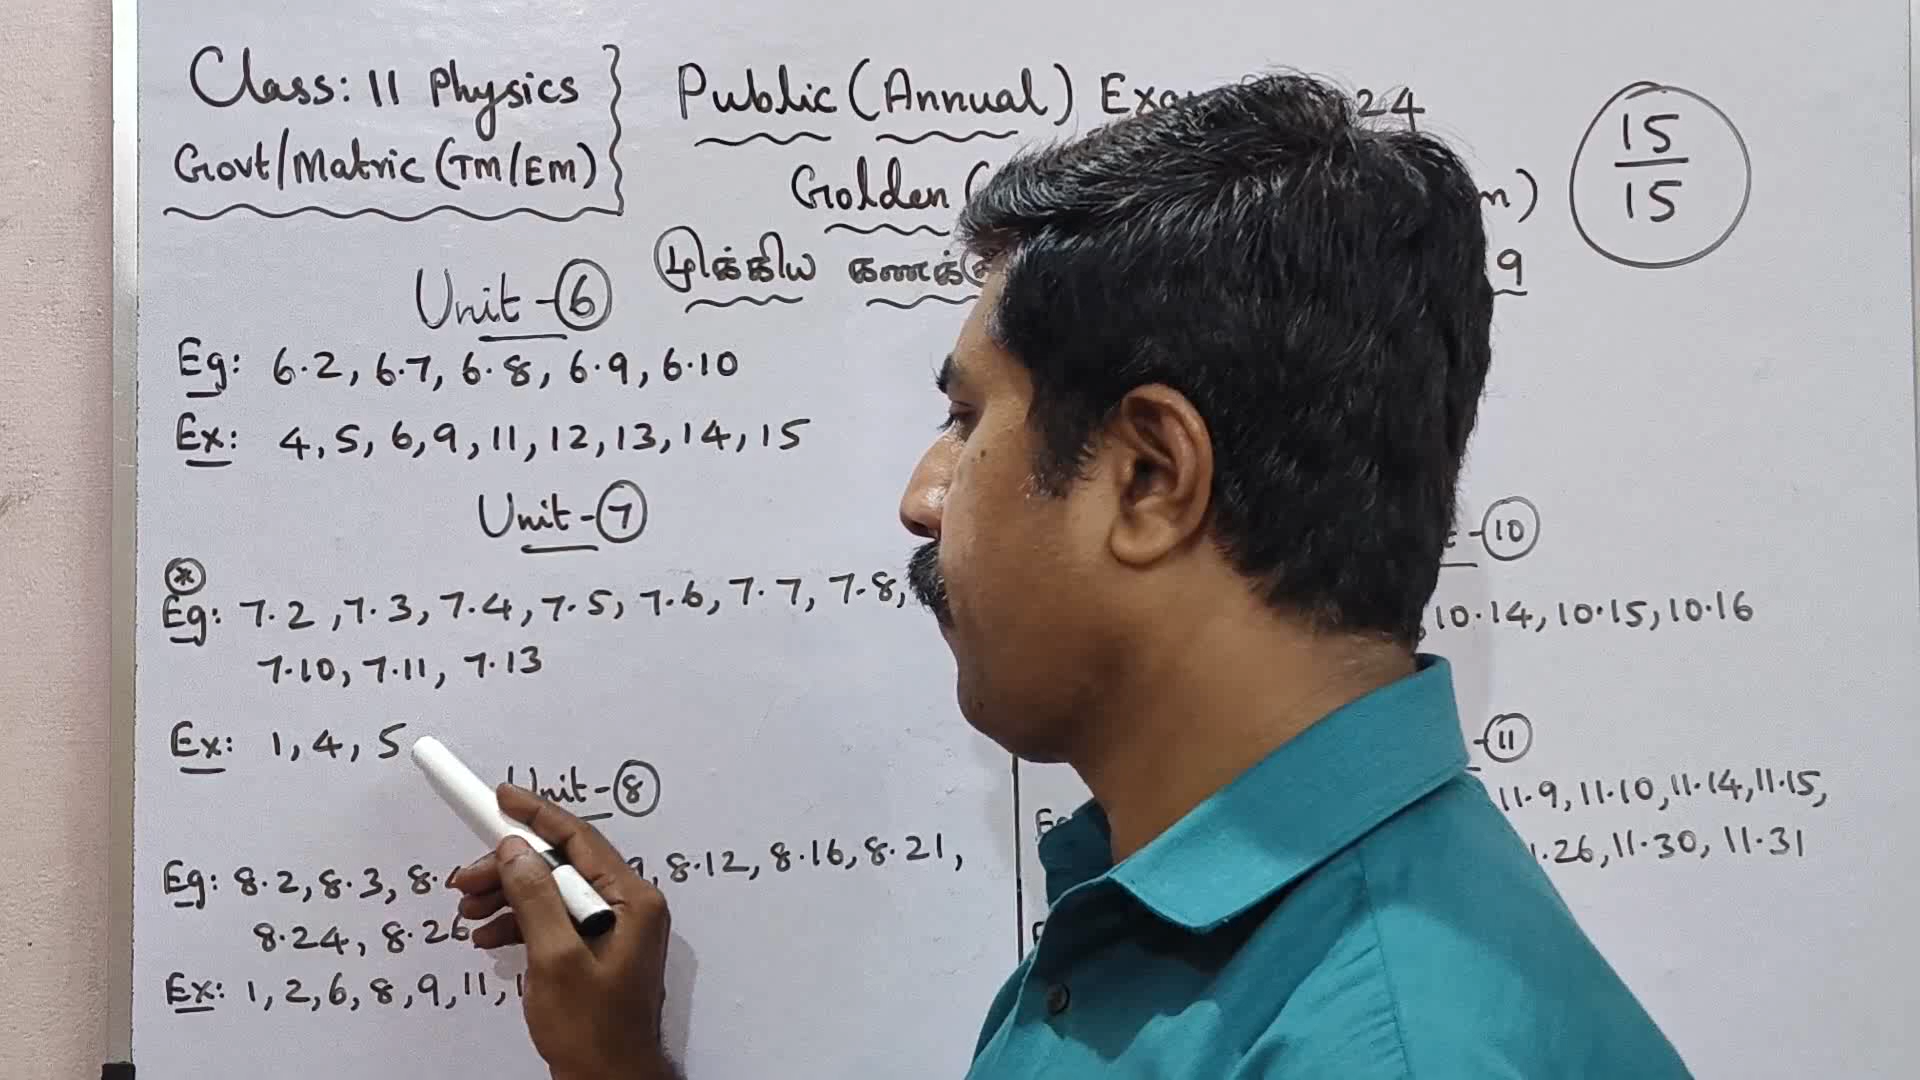 Class: 11 Physics
Govt/Matric (TM/EM)
Public (Annual) 24
Golden
முக்கிய
9
15
15
Unit - 6
Eg: 6.2, 6.7, 6.8, 6.9, 6.10
Ex: 4, 5, 6, 9, 11, 12, 13, 14, 15
Unit - 7
*
Eg: 7.2, 7.3, 7.4, 7.5, 7.6, 7.7, 7.8,
7.10, 7.11, 7.13
Ex: 1, 4, 5
Unit - 8
Eg: 8.2, 8.3, 8.12, 8.16, 8.21,
8.24, 8.26
Ex: 1, 2, 6, 8, 9, 11,
- 10
10.14, 10.15, 10.16
- 11
11.9, 11.10, 11.14, 11.15,
.26, 11.30, 11.31